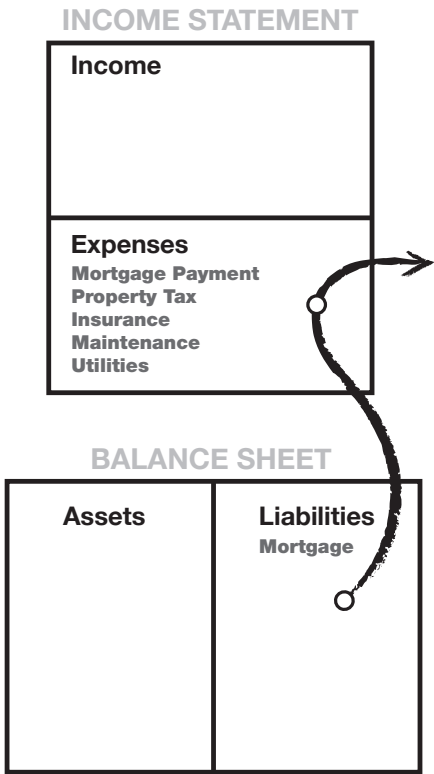 INCOME STATEMENT
Income
Expenses
Mortgage Payment
Property Tax
Insurance
Maintenance
Utilities
BALANCE SHEET
Assets
Liabilities
Mortgage